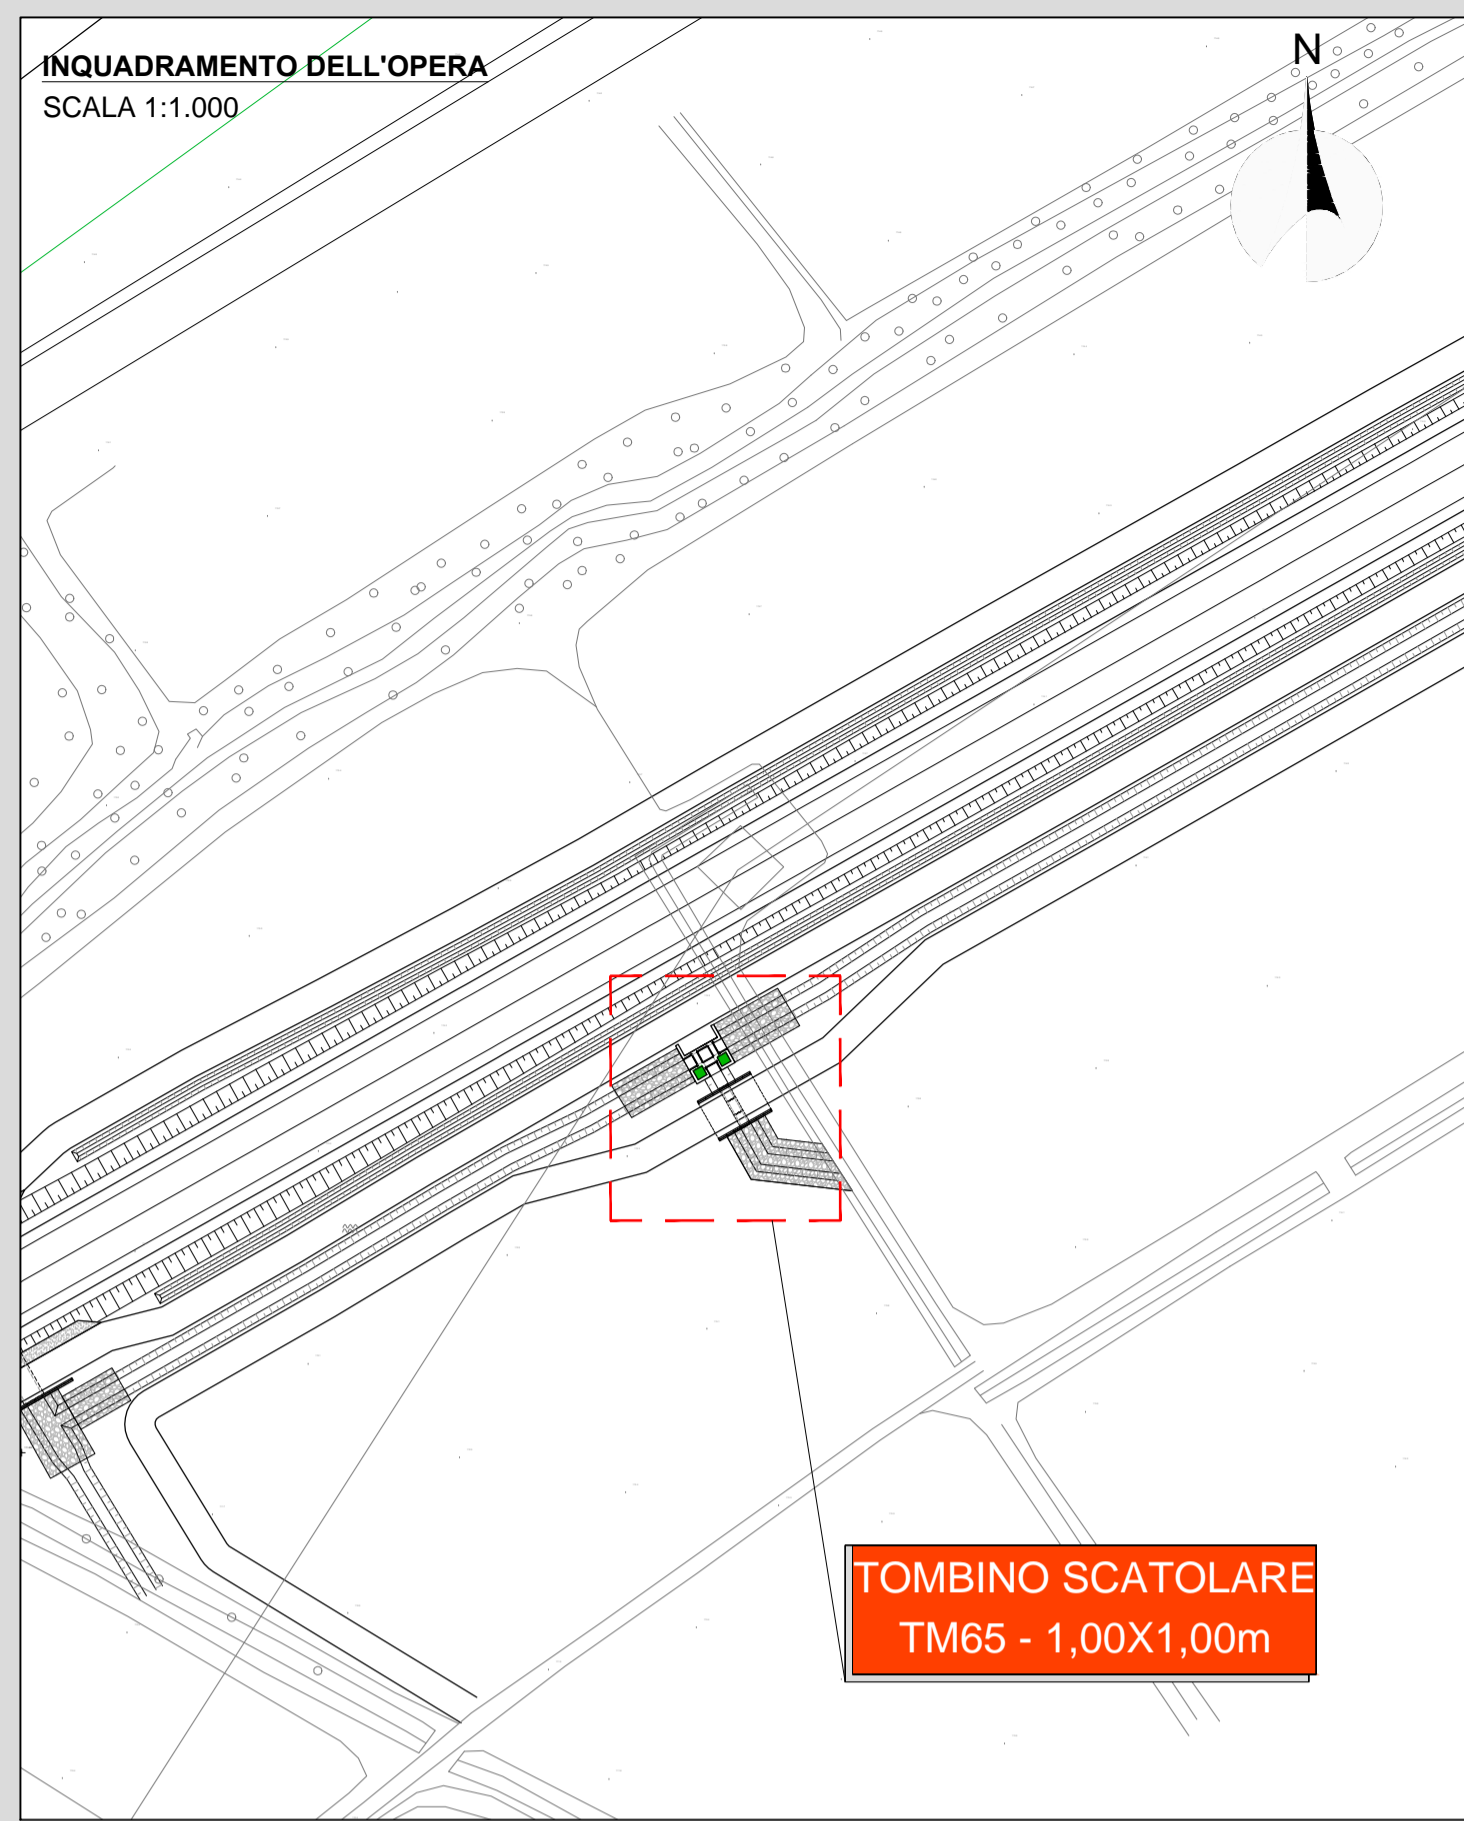 INQUADRAMENTO DELL'OPERA
SCALA 1:1.000
N
TOMBINO SCATOLARE
TM65 - 1,00X1,00m